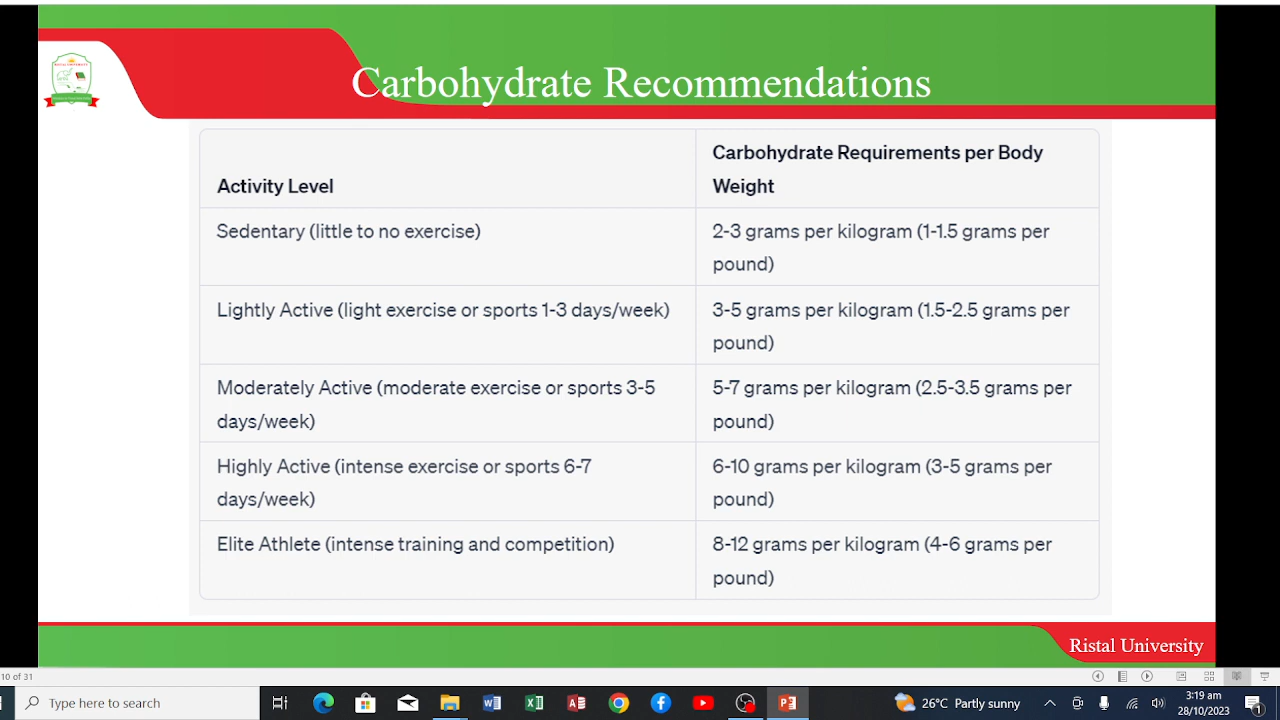 Carbohydrate Recommendations
RISTAL UNIVERSITY
Activity Level
Carbohydrate Requirements per Body
Weight
Sedentary (little to no exercise)
2-3 grams per kilogram (1-1.5 grams per
pound)
Lightly Active (light exercise or sports 1-3 days/week)
3-5 grams per kilogram (1.5-2.5 grams per
pound)
Moderately Active (moderate exercise or sports 3-5
days/week)
5-7 grams per kilogram (2.5-3.5 grams per
pound)
Highly Active (intense exercise or sports 6-7
days/week)
6-10 grams per kilogram (3-5 grams per
pound)
Elite Athlete (intense training and competition)
8-12 grams per kilogram (4-6 grams per
pound)
Ristal University
10 of 31
Type here to search
26°C Partly sunny
3:19 am
28/10/2023
1